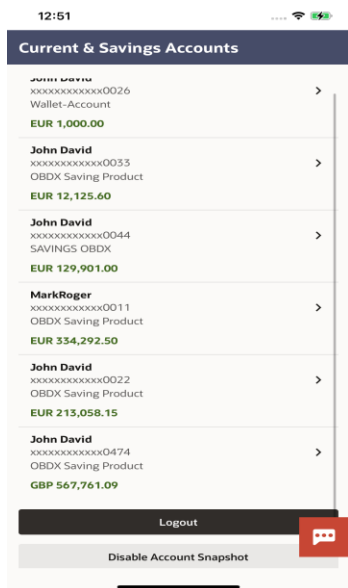 12:51
Current & Savings Accounts
John David
xxxxxxxxxxxx0026
Wallet-Account
EUR 1,000.00
John David
xxxxxxxxxxxx0033
OBDX Saving Product
EUR 12,125.60
John David
xxxxxxxxxxxx0044
SAVINGS OBDX
EUR 129,901.00
MarkRoger
xxxxxxxxxxxx0011
OBDX Saving Product
EUR 334,292.50
John David
xxxxxxxxxxxx0022
OBDX Saving Product
EUR 213,058.15
John David
xxxxxxxxxxxx0474
OBDX Saving Product
GBP 567,761.09
Logout
Disable Account Snapshot